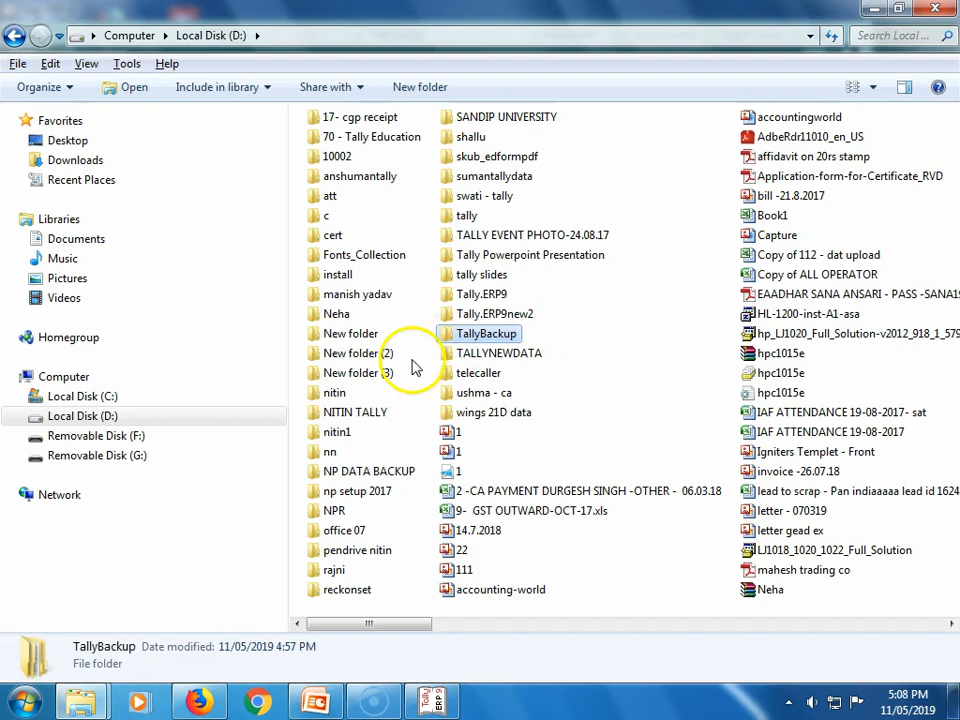 Computer Local Disk (D:)
Search Local ...
File Edit View Tools Help
Organize Open Include in library Share with New folder
Favorites
Desktop
Downloads
Recent Places
Libraries
Documents
Music
Pictures
Videos
Homegroup
Computer
Local Disk (C:)
Local Disk (D:)
Removable Disk (F:)
Removable Disk (G:)
Network
17- cgp receipt
70 - Tally Education
10002
anshumantally
att
c
cert
Fonts_Collection
install
manish yadav
Neha
New folder
New folder (2)
New folder (3)
nitin
NITIN TALLY
nitin1
nn
NP DATA BACKUP
np setup 2017
NPR
office 07
pendrive nitin
rajni
reckonset
SANDIP UNIVERSITY
shallu
skub_edformpdf
sumantallydata
swati - tally
tally
TALLY EVENT PHOTO-24.08.17
Tally Powerpoint Presentation
tally slides
Tally.ERP9
Tally.ERP9new2
TallyBackup
TALLYNEWDATA
telecaller
ushma - ca
wings 21D data
1
1
1
2 -CA PAYMENT DURGESH SINGH -OTHER - 06.03.18
9- GST OUTWARD-OCT-17.xls
14.7.2018
22
111
accounting-world
accountingworld
AdbeRdr11010_en_US
affidavit on 20rs stamp
Application-form-for-Certificate_RVD
bill -21.8.2017
Book1
Capture
Copy of 112 - dat upload
Copy of ALL OPERATOR
EAADHAR SANA ANSARI - PASS -SANA
HL-1200-inst-A1-asa
hp_LJ1020_Full_Solution-v2012_918_1_579
hpc1015e
hpc1015e
hpc1015e
IAF ATTENDANCE 19-08-2017- sat
IAF ATTENDANCE 19-08-2017
Igniters Templet - Front
invoice -26.07.18
lead to scrap - Pan indiaaaaa lead id 1624
letter - 070319
letter gead ex
LJ1018_1020_1022_Full_Solution
mahesh trading co
Neha
TallyBackup Date modified: 11/05/2019 4:57 PM
File folder
Tally ERP 9
5:08 PM
11/05/2019